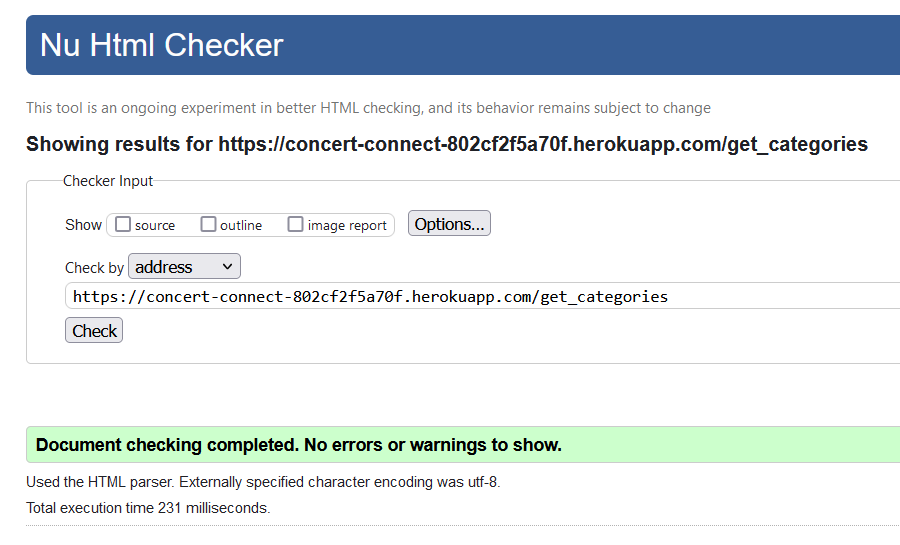 Nu Html Checker
This tool is an ongoing experiment in better HTML checking, and its behavior remains subject to change
Showing results for https://concert-connect-802cf2f5a70f.herokuapp.com/get_categories
Checker Input
Show source outline image report Options...
Check by address
https://concert-connect-802cf2f5a70f.herokuapp.com/get_categories
Check
Document checking completed. No errors or warnings to show.
Used the HTML parser. Externally specified character encoding was utf-8.
Total execution time 231 milliseconds.